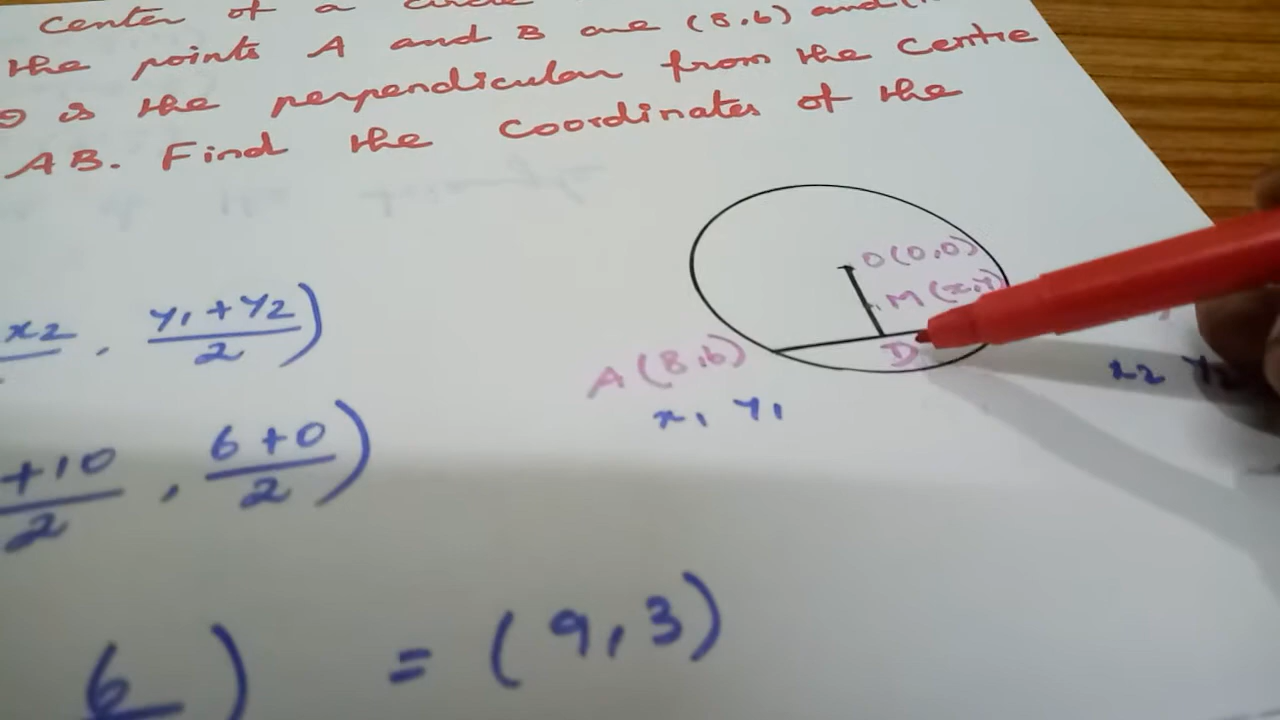 center of a circle
the points A and B are (8,6) and (1
is the perpendicular from the centre
AB. Find the coordinates of the
O(0,0)
M(x,y)
D
A(8,6)
x1 y1
x2 y2
x2 , y1+y2)
2
+10 , 6+0)
2 2
6 ) = (9,3)